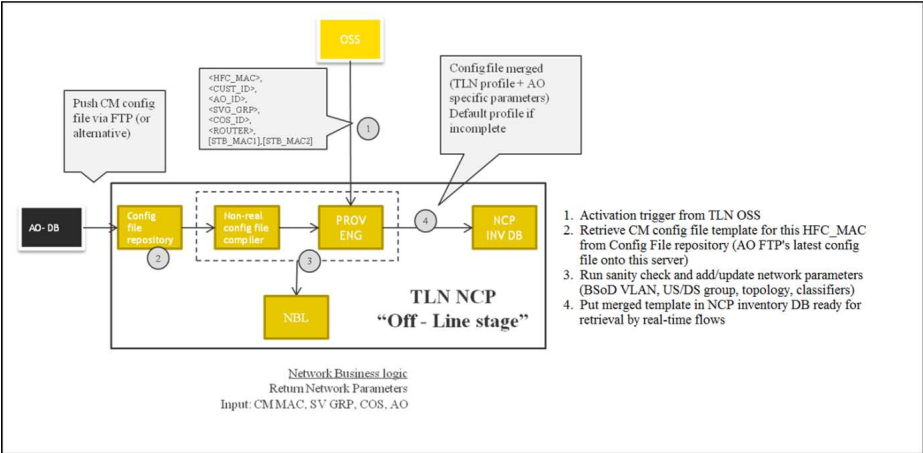 OSS
<HFC_MAC>,
<CUST_ID>,
<AO_ID>,
<SVG_GRP>,
<COS_ID>,
<ROUTER>,
[STB_MAC1],[STB_MAC2]
1
Config file merged
(TLN profile + AO
specific parameters)
Default profile if
incomplete
Push CM config
file via FTP (or
alternative)
AO- DB
Config
file
repository
2
Non-real
config file
compiler
PROV
ENG
4
NCP
INV DB
3
NBL
TLN NCP
“Off - Line stage”
1. Activation trigger from TLN OSS
2. Retrieve CM config file template for this HFC_MAC
from Config File repository (AO FTP's latest config
file onto this server)
3. Run sanity check and add/update network parameters
(BSoD VLAN, US/DS group, topology, classifiers)
4. Put merged template in NCP inventory DB ready for
retrieval by real-time flows
Network Business logic
Return Network Parameters
Input: CM MAC, SV GRP, COS, AO